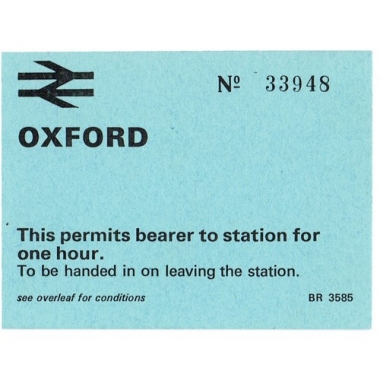 Nº 33948
OXFORD
This permits bearer to station for
one hour.
To be handed in on leaving the station.
see overleaf for conditions BR 3585